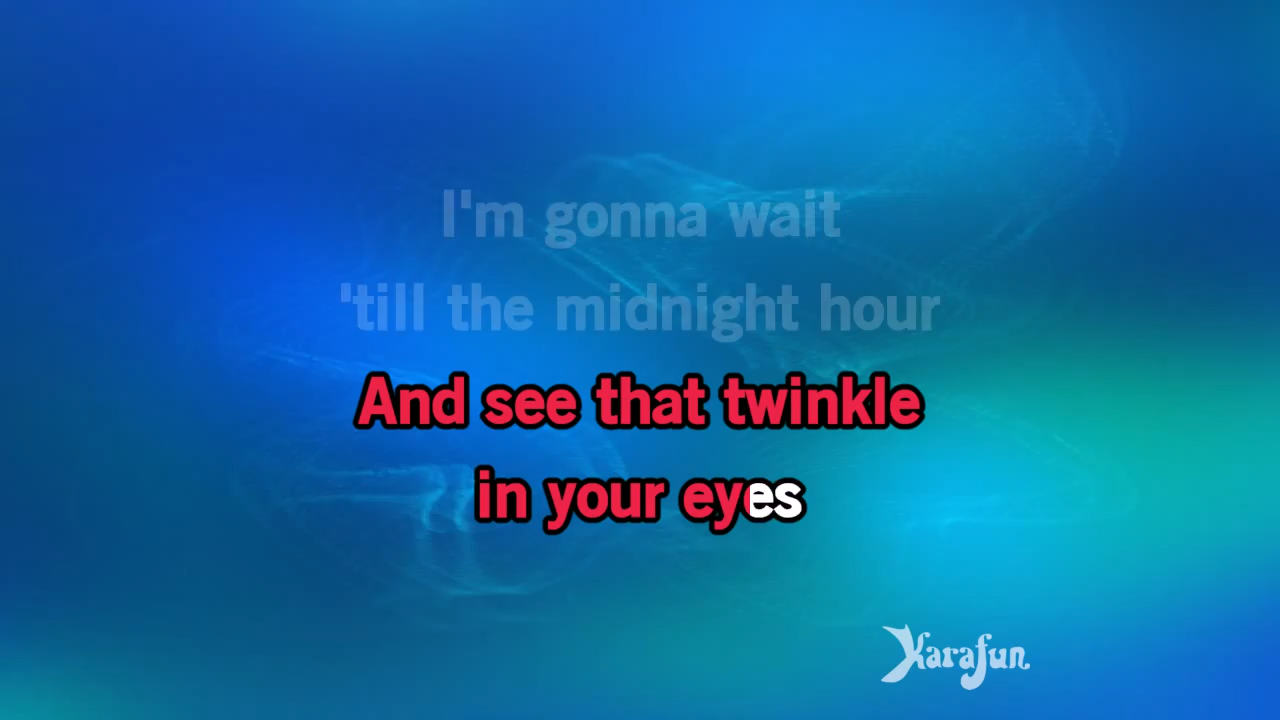 I'm gonna wait
'till the midnight hour
And see that twinkle
in your eyes
Karafun